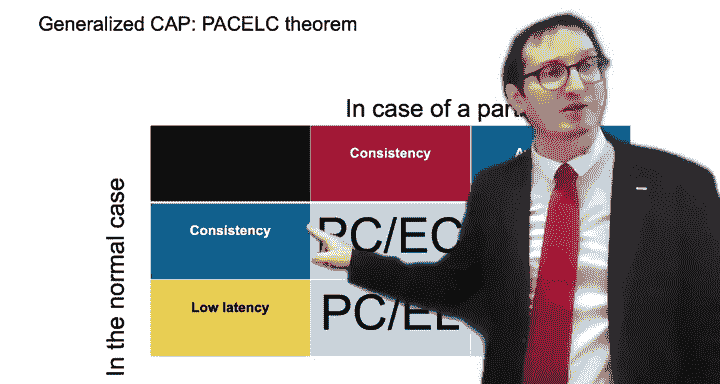 Generalized CAP: PACELC theorem
In case of a
Consistency
In the normal case
Consistency
PC/EC
Low latency
PC/EL